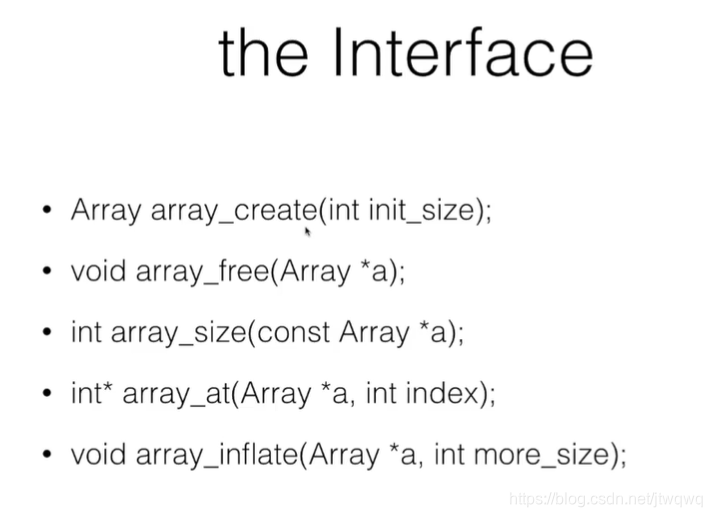 the Interface
• Array array_create(int init_size);
• void array_free(Array *a);
• int array_size(const Array *a);
• int* array_at(Array *a, int index);
• void array_inflate(Array *a, int more_size);
https://blog.csdn.net/jtwqwq